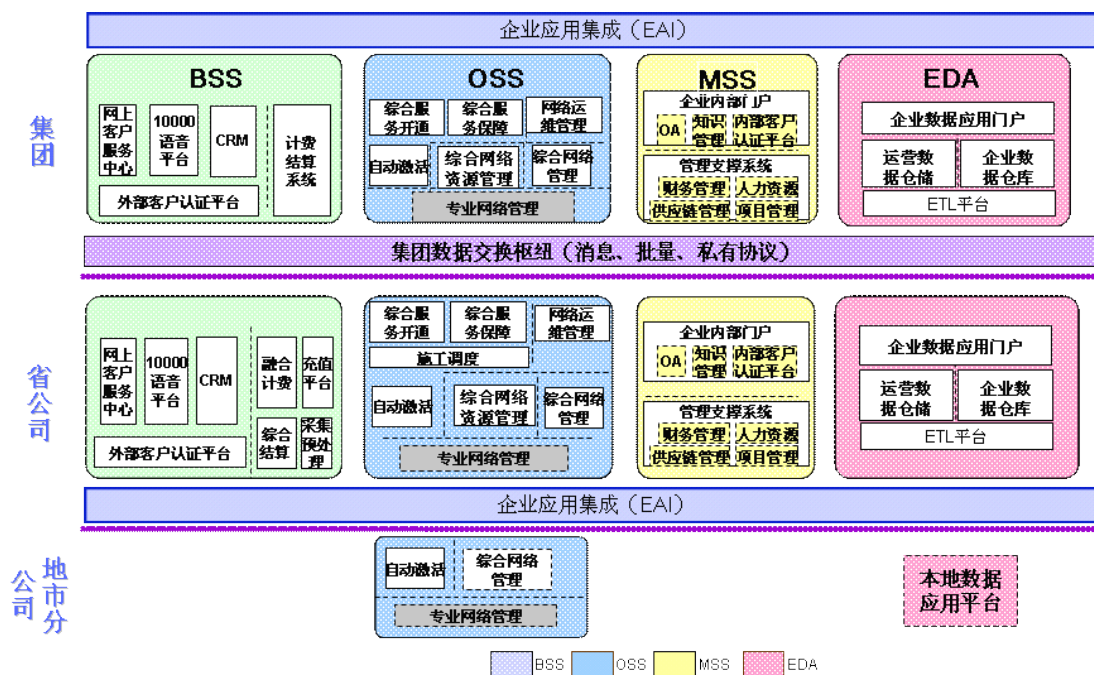 企业应用集成（EAI）
集团
BSS
网上
客户
服务
中心
10000
语音
平台
CRM
计费
结算
系统
外部客户认证平台
OSS
综合服
务开通
综合服
务保障
网络运
维管理
自动激活
综合网络
资源管理
综合网络
管理
专业网络管理
MSS
企业内部门户
OA
知识
管理
内部客户
认证平台
管理支撑系统
财务管理
人力资源
供应链管理
项目管理
EDA
企业数据应用门户
运营数
据仓储
企业数
据仓库
ETL平台
集团数据交换枢纽（消息、批量、私有协议）
省公司
网上
客户
服务
中心
10000
语音
平台
CRM
融合
计费
充值
平台
外部客户认证平台
综合
结算
采集
预处
理
综合服
务开通
综合服
务保障
网络运
维管理
施工调度
自动激活
综合网络
资源管理
综合网络
管理
专业网络管理
企业内部门户
OA
知识
管理
内部客户
认证平台
管理支撑系统
财务管理
人力资源
供应链管理
项目管理
企业数据应用门户
运营数
据仓储
企业数
据仓库
ETL平台
企业应用集成（EAI）
地市分
公司
自动激活
综合网络
管理
专业网络管理
本地数据
应用平台
BSS
OSS
MSS
EDA